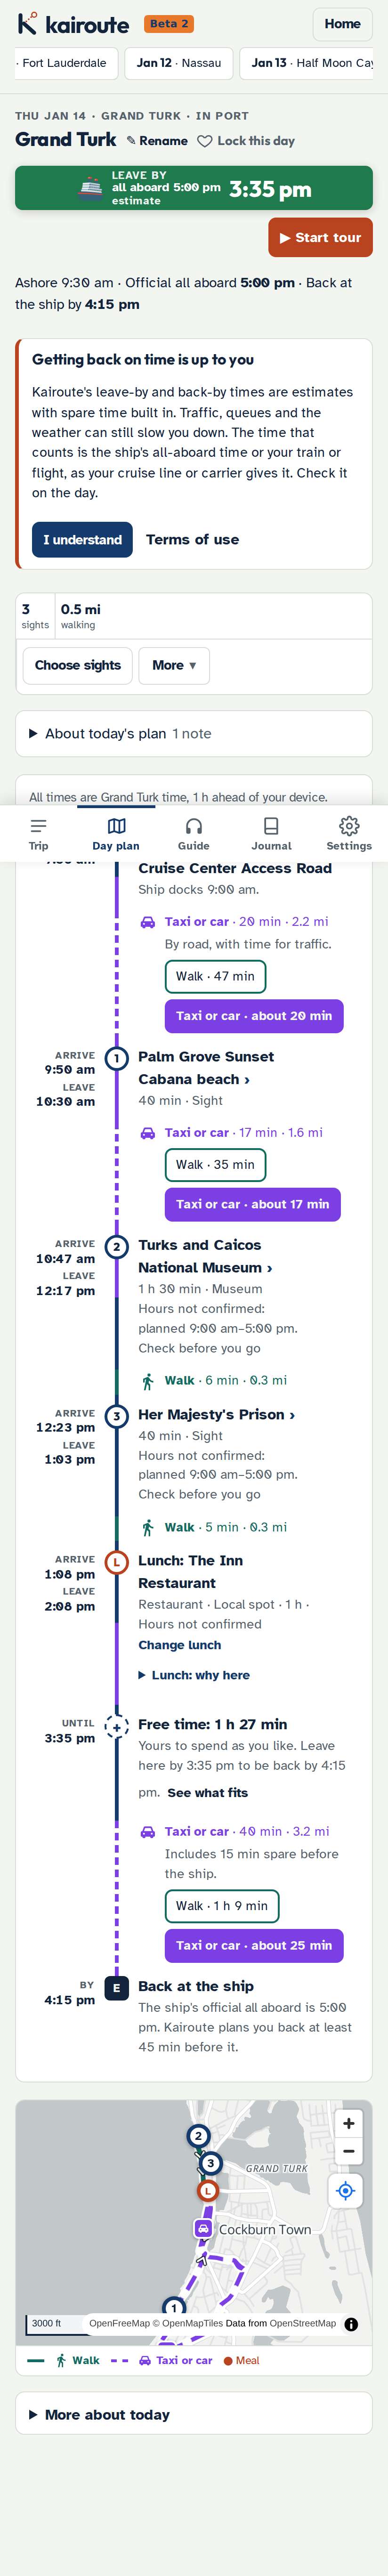 kairoute Beta 2 Home
· Fort Lauderdale Jan 12 · Nassau Jan 13 · Half Moon Cay
THU JAN 14 · GRAND TURK · IN PORT
Grand Turk ✎ Rename Lock this day
LEAVE BY
all aboard 5:00 pm
estimate
3:35 pm
▶ Start tour
Ashore 9:30 am · Official all aboard 5:00 pm · Back at
the ship by 4:15 pm
Getting back on time is up to you
Kairoute's leave-by and back-by times are estimates
with spare time built in. Traffic, queues and the
weather can still slow you down. The time that
counts is the ship's all-aboard time or your train or
flight, as your cruise line or carrier gives it. Check it
on the day.
I understand Terms of use
3 0.5 mi
sights walking
Choose sights More ▼
▶ About today's plan 1 note
All times are Grand Turk time, 1 h ahead of your device.
Trip Day plan Guide Journal Settings
Cruise Center Access Road
Ship docks 9:00 am.
Taxi or car · 20 min · 2.2 mi
By road, with time for traffic.
Walk · 47 min
Taxi or car · about 20 min
ARRIVE
9:50 am
LEAVE
10:30 am
1
Palm Grove Sunset
Cabana beach ›
40 min · Sight
Taxi or car · 17 min · 1.6 mi
Walk · 35 min
Taxi or car · about 17 min
ARRIVE
10:47 am
LEAVE
12:17 pm
2
Turks and Caicos
National Museum ›
1 h 30 min · Museum
Hours not confirmed:
planned 9:00 am–5:00 pm.
Check before you go
Walk · 6 min · 0.3 mi
ARRIVE
12:23 pm
LEAVE
1:03 pm
3
Her Majesty's Prison ›
40 min · Sight
Hours not confirmed:
planned 9:00 am–5:00 pm.
Check before you go
Walk · 5 min · 0.3 mi
ARRIVE
1:08 pm
LEAVE
2:08 pm
L
Lunch: The Inn
Restaurant
Restaurant · Local spot · 1 h ·
Hours not confirmed
Change lunch
▶ Lunch: why here
UNTIL
3:35 pm
+
Free time: 1 h 27 min
Yours to spend as you like. Leave
here by 3:35 pm to be back by 4:15
pm. See what fits
Taxi or car · 40 min · 3.2 mi
Includes 15 min spare before
the ship.
Walk · 1 h 9 min
Taxi or car · about 25 min
BY
4:15 pm
E
Back at the ship
The ship's official all aboard is 5:00
pm. Kairoute plans you back at least
45 min before it.
2
3
L
1
GRAND TURK
Cockburn Town
+
−
3000 ft
OpenFreeMap © OpenMapTiles Data from OpenStreetMap
Walk Taxi or car Meal
▶ More about today